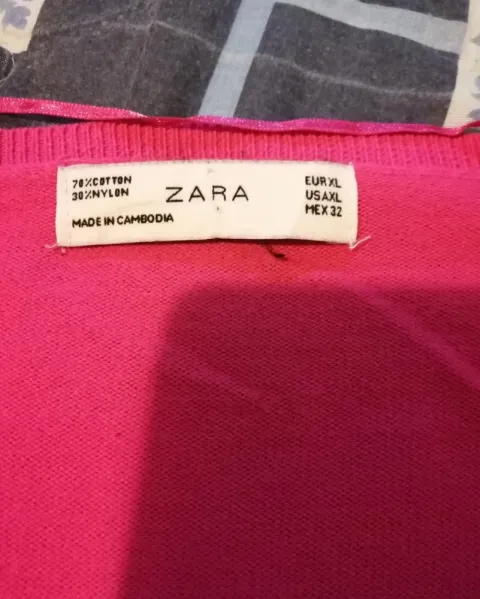 70%COTTON
30%NYLON
MADE IN CAMBODIA
ZARA
EUR XL
USA XL
MEX 32